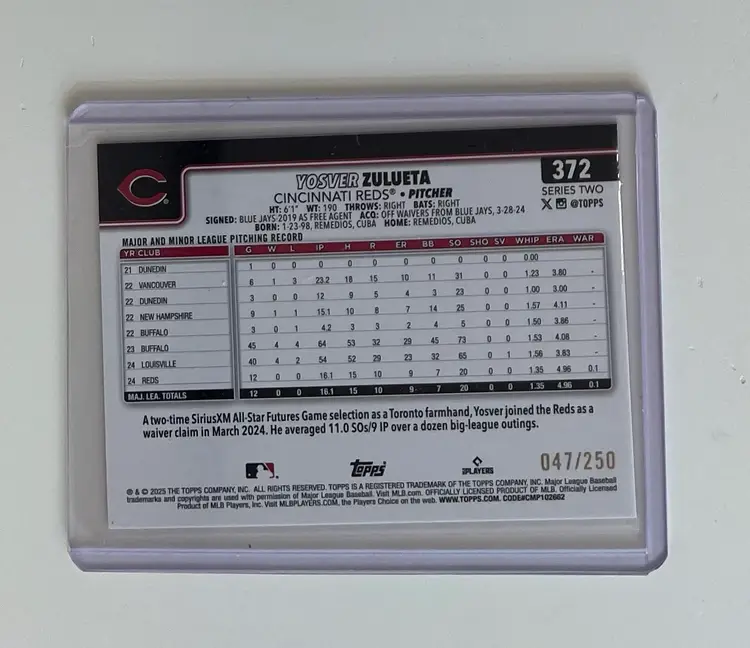 372
YOSVER ZULUETA
CINCINNATI REDS® • PITCHER
SERIES TWO
HT: 6'1" WT: 190 THROWS: RIGHT BATS: RIGHT
@TOPPS
SIGNED: BLUE JAYS 2019 AS FREE AGENT ACQ: OFF WAIVERS FROM BLUE JAYS, 3-28-24
BORN: 1-23-98, REMEDIOS, CUBA HOME: REMEDIOS, CUBA
MAJOR AND MINOR LEAGUE PITCHING RECORD
YR CLUB G W L IP H R ER BB SO SHO SV WHIP ERA WAR
21 DUNEDIN 1 0 0 0 0 0 0 0 0 0 0 0.00
22 VANCOUVER 6 1 3 23.2 18 15 10 11 31 0 0 1.23 3.80 -
22 DUNEDIN 3 0 0 12 9 5 4 3 23 0 0 1.00 3.00 -
22 NEW HAMPSHIRE 9 1 1 15.1 10 8 7 14 25 0 0 1.57 4.11 -
22 BUFFALO 3 0 1 4.2 3 3 2 4 5 0 0 1.50 3.86 -
23 BUFFALO 45 4 4 64 53 32 29 45 73 0 0 1.53 4.08 -
24 LOUISVILLE 40 4 2 54 52 29 23 32 65 0 1 1.56 3.83 -
24 REDS 12 0 0 16.1 15 10 9 7 20 0 0 1.35 4.96 0.1
MAJ. LEA. TOTALS 12 0 0 16.1 15 10 9 7 20 0 0 1.35 4.96 0.1
A two-time SiriusXM All-Star Futures Game selection as a Toronto farmhand, Yosver joined the Reds as a
waiver claim in March 2024. He averaged 11.0 SOs/9 IP over a dozen big-league outings.
topps
PLAYERS
047/250
® & © 2025 THE TOPPS COMPANY, INC. ALL RIGHTS RESERVED. TOPPS IS A REGISTERED TRADEMARK OF THE TOPPS COMPANY, INC. Major League Baseball
trademarks and copyrights are used with permission of Major League Baseball. Visit MLB.com. OFFICIALLY LICENSED PRODUCT OF MLB. Officially Licensed
Product of MLB Players, Inc. Visit MLBPLAYERS.COM, the Players Choice on the web. WWW.TOPPS.COM. CODE#CMP102662